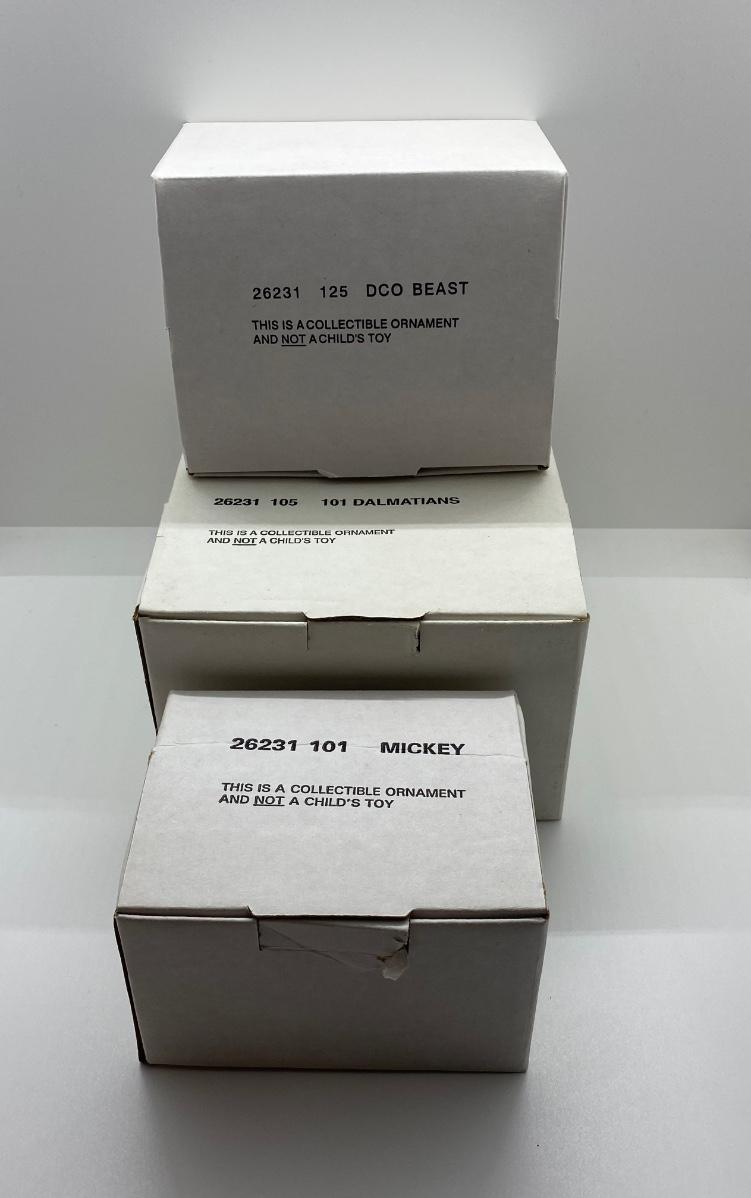 26231 125 DCO BEAST
THIS IS A COLLECTIBLE ORNAMENT
AND NOT A CHILD'S TOY
26231 105 101 DALMATIANS
THIS IS A COLLECTIBLE ORNAMENT
AND NOT A CHILD'S TOY
26231 101 MICKEY
THIS IS A COLLECTIBLE ORNAMENT
AND NOT A CHILD'S TOY